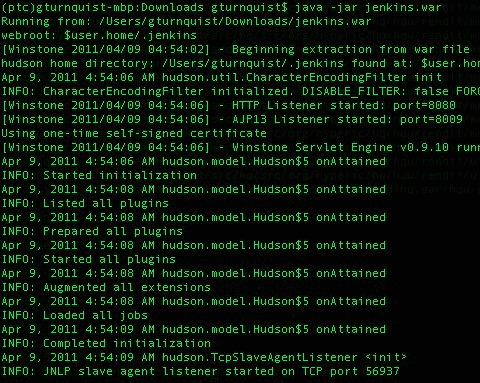 (ptc)gturnquist-mbp:Downloads gturnquist$ java -jar jenkins.war
Running from: /Users/gturnquist/Downloads/jenkins.war
webroot: $user.home/.jenkins
[Winstone 2011/04/09 04:54:02] - Beginning extraction from war file
hudson home directory: /Users/gturnquist/.jenkins found at: $user.hom
Apr 9, 2011 4:54:06 AM hudson.util.CharacterEncodingFilter init
INFO: CharacterEncodingFilter initialized. DISABLE_FILTER: false FORC
[Winstone 2011/04/09 04:54:06] - HTTP Listener started: port=8080
[Winstone 2011/04/09 04:54:06] - AJP13 Listener started: port=8009
Using one-time self-signed certificate
[Winstone 2011/04/09 04:54:06] - Winstone Servlet Engine v0.9.10 runn
Apr 9, 2011 4:54:06 AM hudson.model.Hudson$5 onAttained
INFO: Started initialization
Apr 9, 2011 4:54:08 AM hudson.model.Hudson$5 onAttained
INFO: Listed all plugins
Apr 9, 2011 4:54:08 AM hudson.model.Hudson$5 onAttained
INFO: Prepared all plugins
Apr 9, 2011 4:54:08 AM hudson.model.Hudson$5 onAttained
INFO: Started all plugins
Apr 9, 2011 4:54:08 AM hudson.model.Hudson$5 onAttained
INFO: Augmented all extensions
Apr 9, 2011 4:54:08 AM hudson.model.Hudson$5 onAttained
INFO: Loaded all jobs
Apr 9, 2011 4:54:09 AM hudson.model.Hudson$5 onAttained
INFO: Completed initialization
Apr 9, 2011 4:54:09 AM hudson.TcpSlaveAgentListener <init>
INFO: JNLP slave agent listener started on TCP port 56937